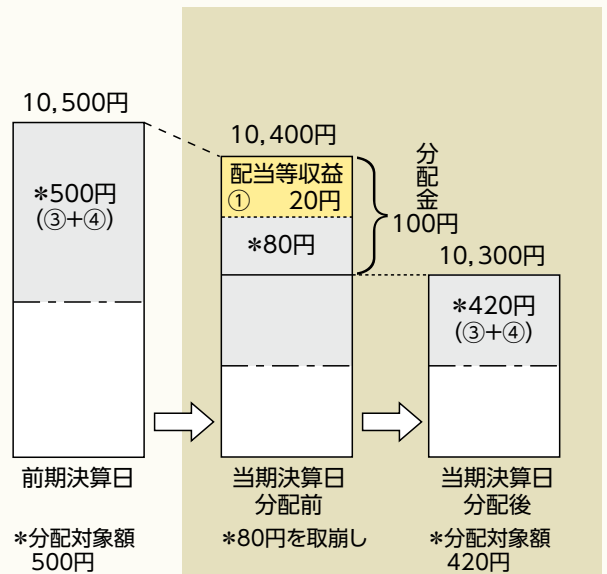 10,500円
*500円
(③+④)
前期決算日
*分配対象額
500円
10,400円
配当等収益
① 20円
*80円
分配金
100円
当期決算日
分配前
*80円を取崩し
10,300円
*420円
(③+④)
当期決算日
分配後
*分配対象額
420円